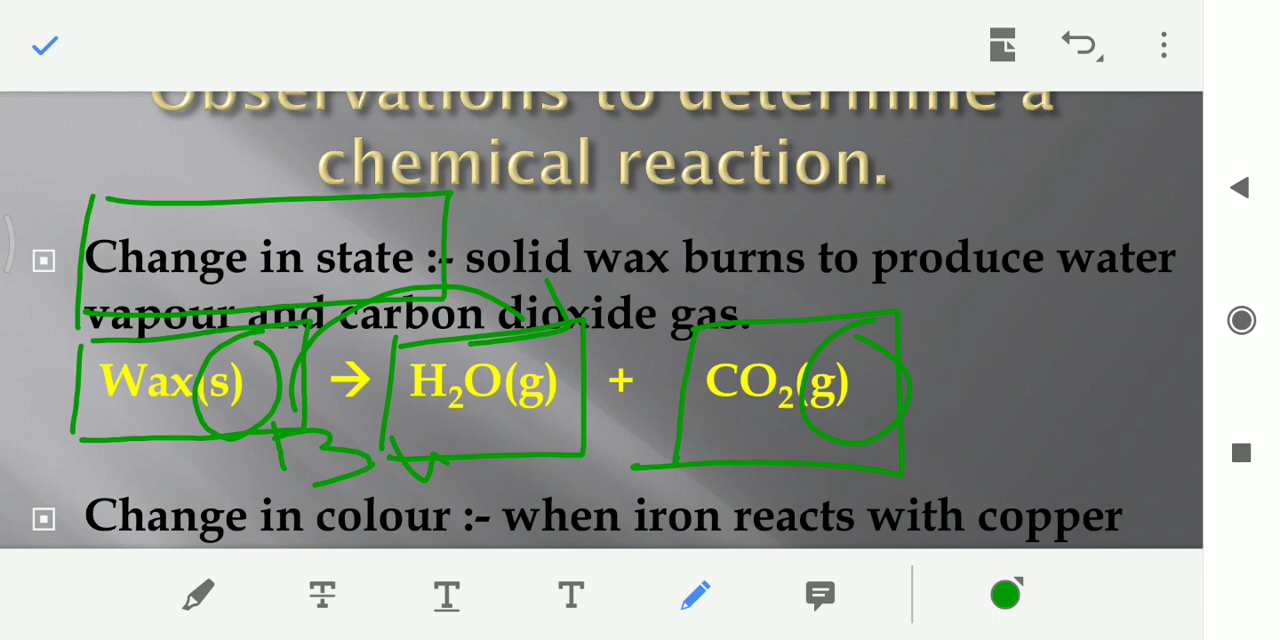 Observations to determine a
chemical reaction.
Change in state :- solid wax burns to produce water
vapour and carbon dioxide gas.
Wax(s) → H₂O(g) + CO₂(g)
Change in colour :- when iron reacts with copper